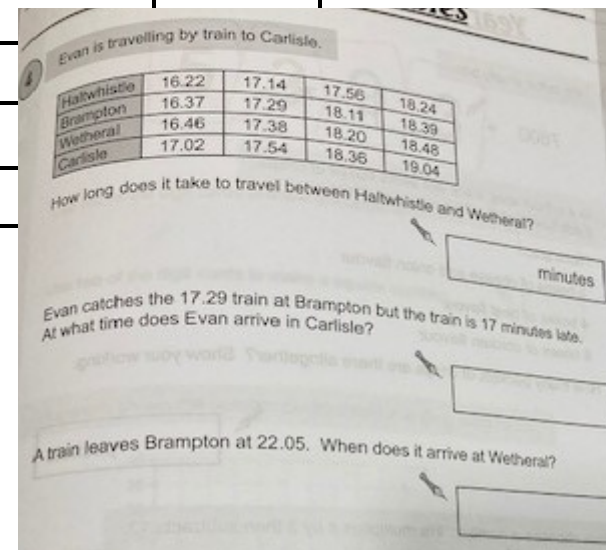 Evan is travelling by train to Carlisle.
Haltwhistle 16.22 17.14 17.56 18.24
Brampton 16.37 17.29 18.11 18.39
Wetheral 16.46 17.38 18.20 18.48
Carlisle 17.02 17.54 18.36 19.04
How long does it take to travel between Haltwhistle and Wetheral?
minutes
Evan catches the 17.29 train at Brampton but the train is 17 minutes late.
At what time does Evan arrive in Carlisle?
A train leaves Brampton at 22.05. When does it arrive at Wetheral?